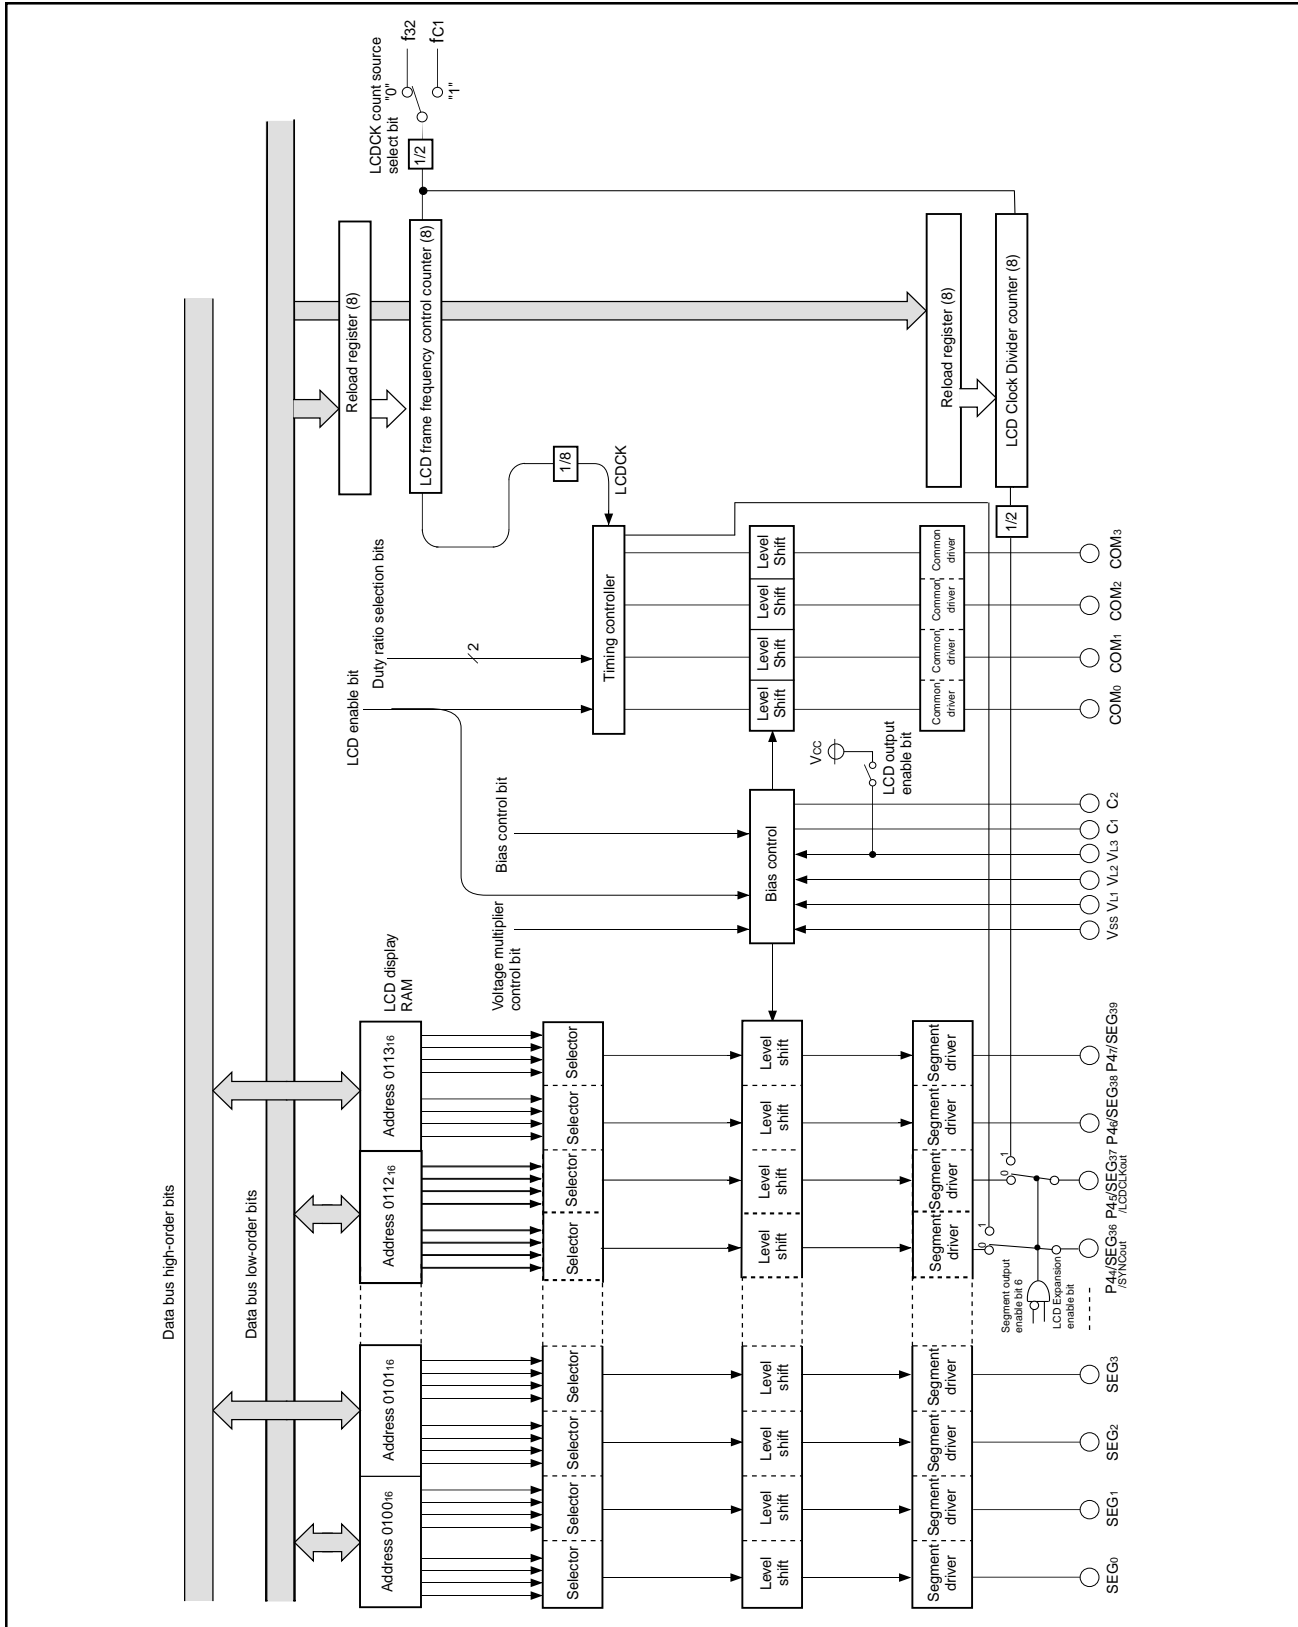 Data bus high-order bits
Data bus low-order bits
LCDCK count source
select bit
"0"
"1"
f32
fC1
1/2
Reload register (8)
LCD frame frequency control counter (8)
Reload register (8)
LCD Clock Divider counter (8)
1/8
LCDCK
1/2
Duty ratio selection bits
2
LCD enable bit
Timing controller
Level
Shift
Level
Shift
Level
Shift
Level
Shift
Common
driver
Common
driver
Common
driver
Common
driver
COM0
COM1
COM2
COM3
Bias control bit
Voltage multiplier
control bit
Bias control
VCC
LCD output
enable bit
VSS
VL1
VL2
VL3
C1
C2
LCD display
RAM
Address 010016
Address 010116
Address 011216
Address 011316
Selector
Selector
Selector
Selector
Selector
Selector
Selector
Selector
Level
shift
Level
shift
Level
shift
Level
shift
Level
shift
Level
shift
Level
shift
Level
shift
Segment
driver
Segment
driver
Segment
driver
Segment
driver
Segment
driver
Segment
driver
Segment
driver
Segment
driver
0
1
0
1
Segment output
enable bit 6
LCD Expansion
enable bit
SEG0
SEG1
SEG2
SEG3
P44/SEG36
/SYNCout
P45/SEG37
/LCDCLKout
P46/SEG38
P47/SEG39